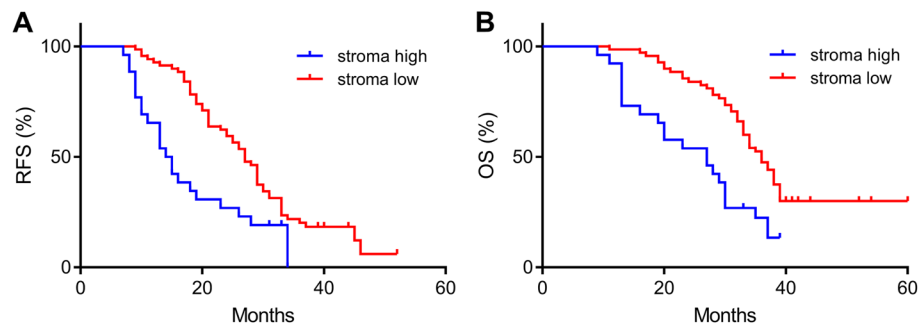 A
RFS (%)
100
50
0
0 20 40 60
Months
stroma high
stroma low
B
OS (%)
100
50
0
0 20 40 60
Months
stroma high
stroma low